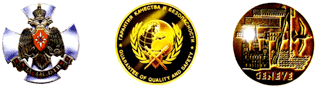 ГАРАНТИЯ КАЧЕСТВА И БЕЗОПАСНОСТИ
GUARANTEE OF QUALITY AND SAFETY
GENEVE